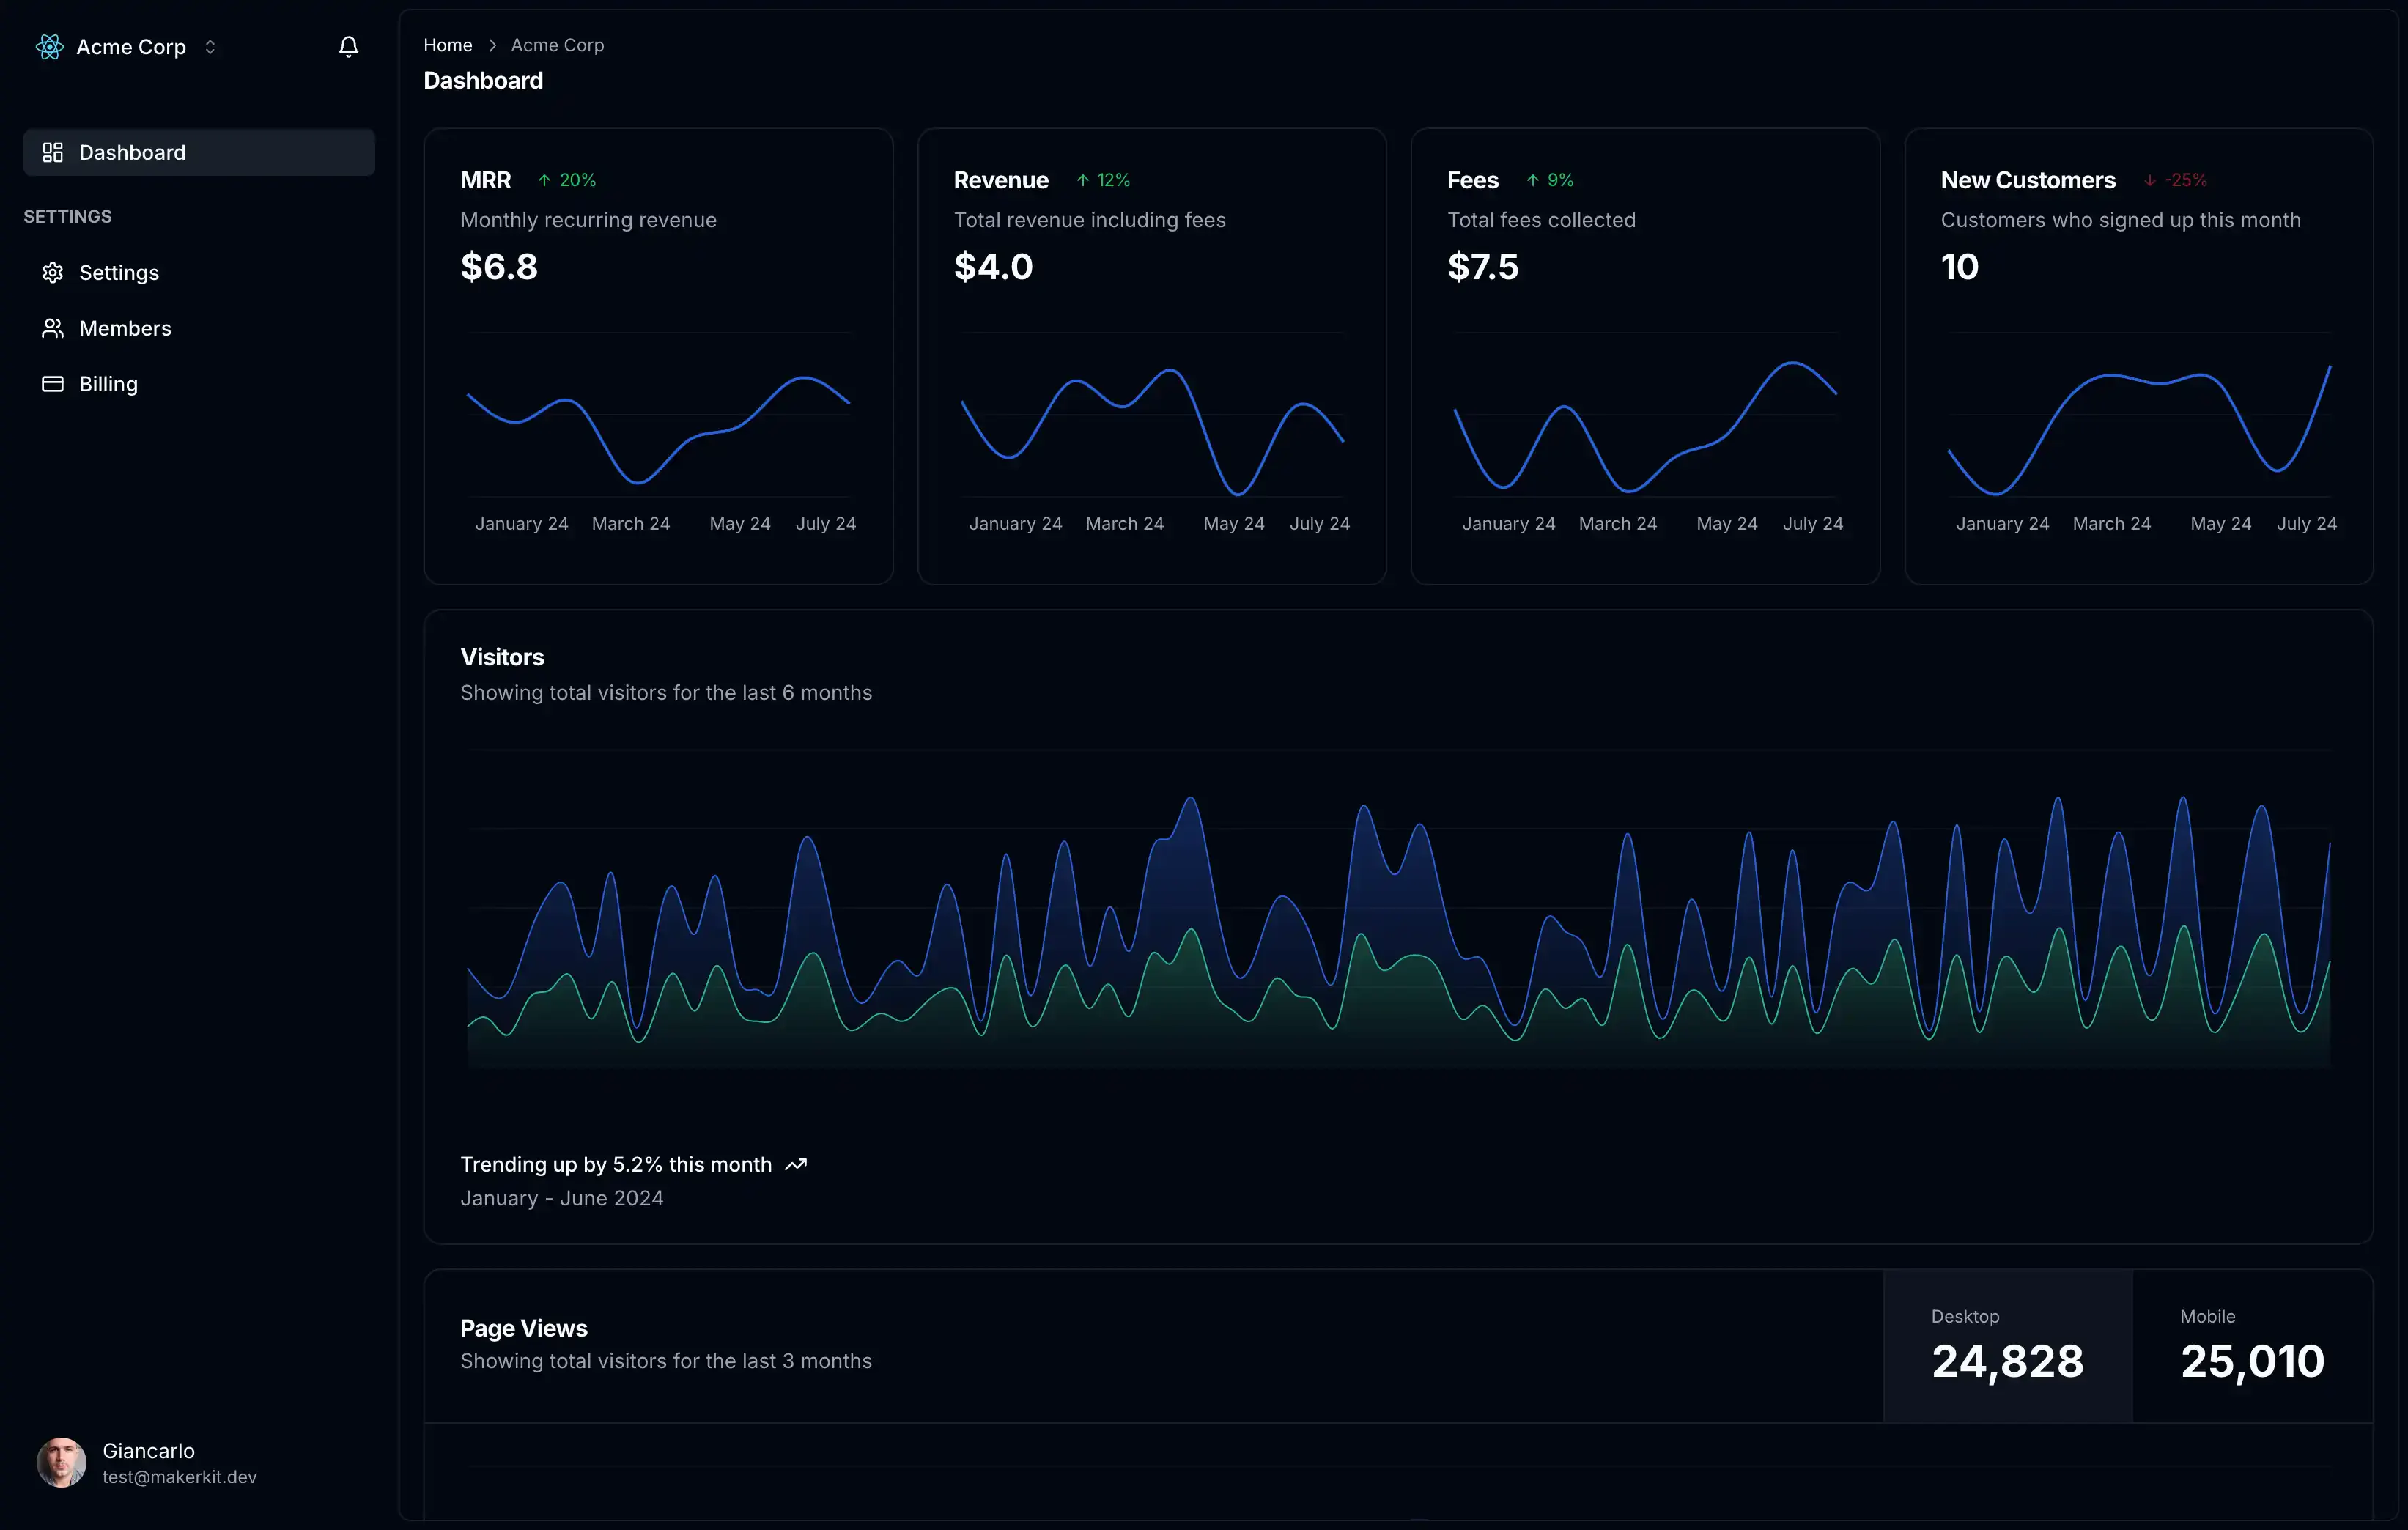 Acme Corp
Dashboard
SETTINGS
Settings
Members
Billing
Giancarlo
test@makerkit.dev
Home > Acme Corp
Dashboard
MRR ↑ 20%
Monthly recurring revenue
$6.8
January 24 March 24 May 24 July 24
Revenue ↑ 12%
Total revenue including fees
$4.0
January 24 March 24 May 24 July 24
Fees ↑ 9%
Total fees collected
$7.5
January 24 March 24 May 24 July 24
New Customers ↓ -25%
Customers who signed up this month
10
January 24 March 24 May 24 July 24
Visitors
Showing total visitors for the last 6 months
Trending up by 5.2% this month
January - June 2024
Page Views
Showing total visitors for the last 3 months
Desktop
24,828
Mobile
25,010